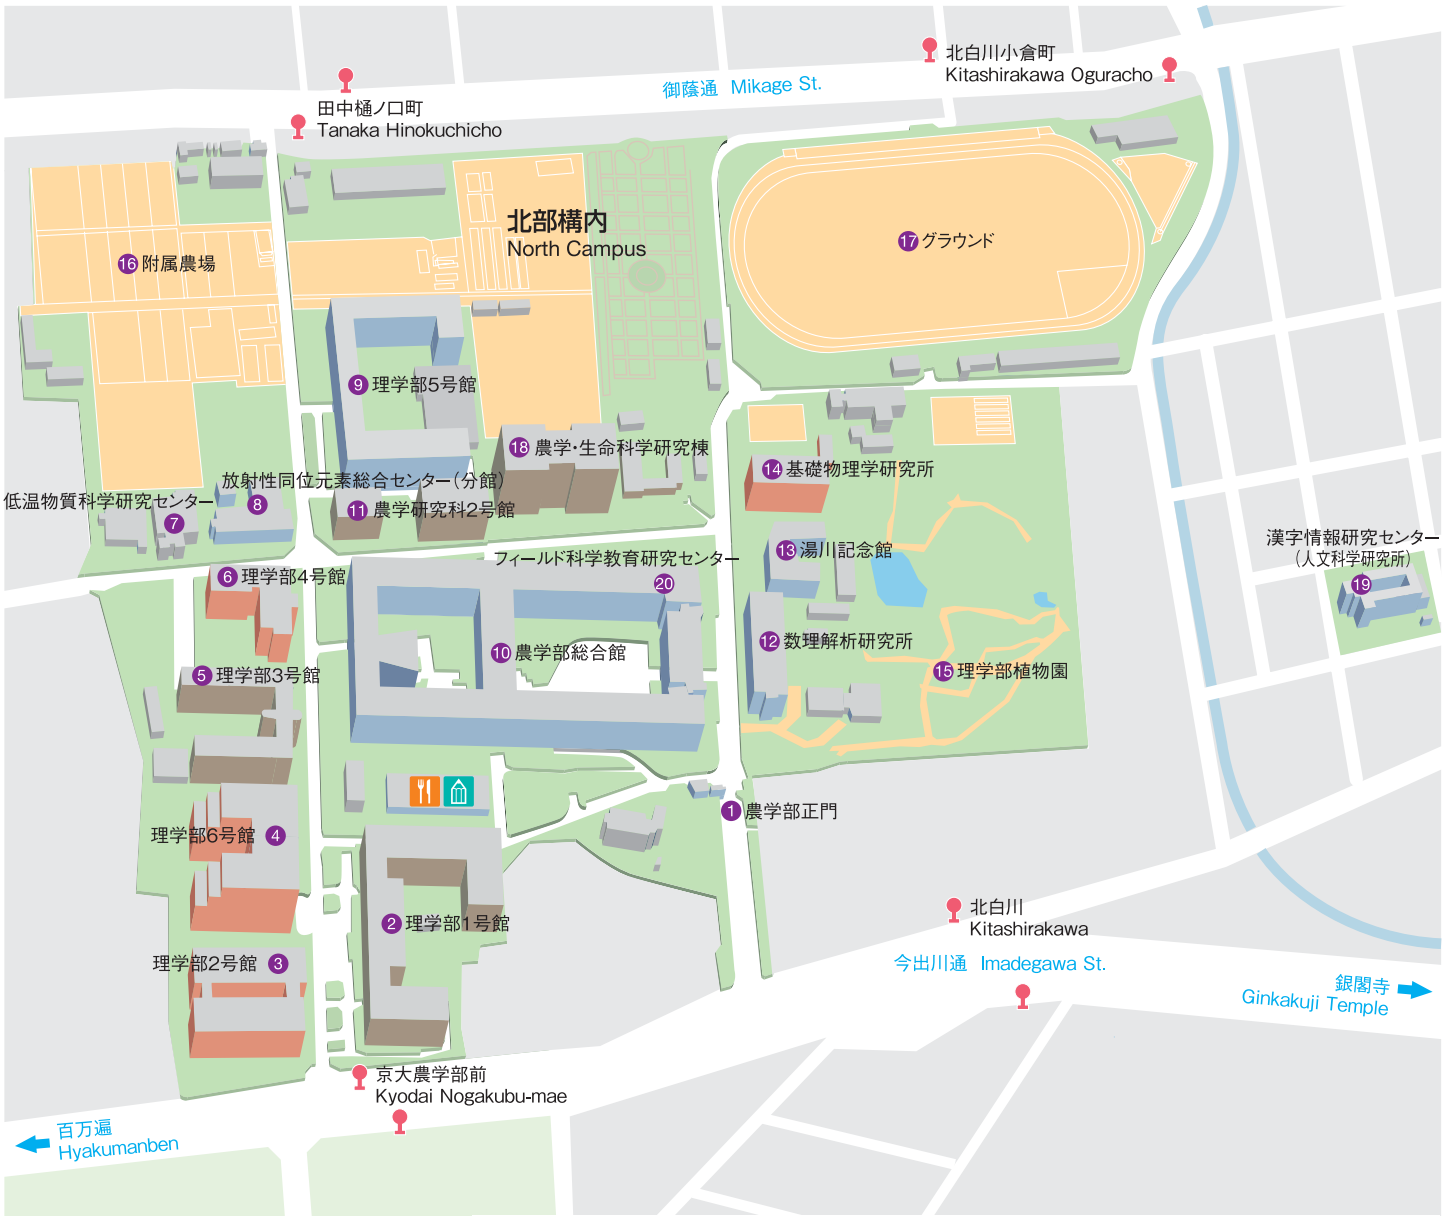 北白川小倉町
Kitashirakawa Oguracho
御蔭通 Mikage St.
田中樋ノ口町
Tanaka Hinokuchicho
北部構内
North Campus
17 グラウンド
16 附属農場
9 理学部5号館
18 農学・生命科学研究棟
14 基礎物理学研究所
放射性同位元素総合センター(分館)
8
低温物質科学研究センター
7
11 農学研究科2号館
漢字情報研究センター
(人文科学研究所)
19
13 湯川記念館
フィールド科学教育研究センター
20
6 理学部4号館
12 数理解析研究所
10 農学部総合館
15 理学部植物園
5 理学部3号館
1 農学部正門
理学部6号館 4
北白川
Kitashirakawa
2 理学部1号館
理学部2号館 3
今出川通 Imadegawa St.
銀閣寺
Ginkakuji Temple
京大農学部前
Kyodai Nogakubu-mae
百万遍
Hyakumanben